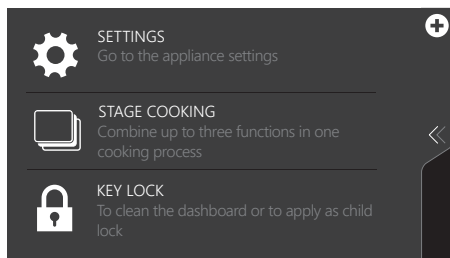 SETTINGS
Go to the appliance settings
STAGE COOKING
Combine up to three functions in one
cooking process
KEY LOCK
To clean the dashboard or to apply as child
lock